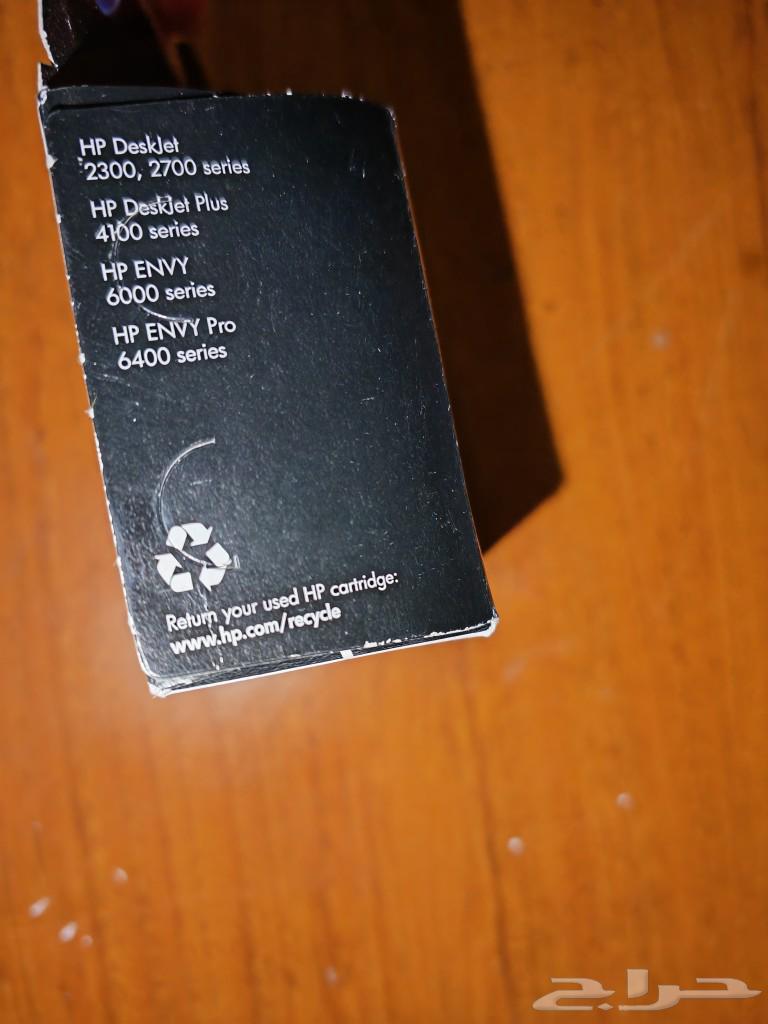 HP DeskJet
2300, 2700 series
HP DeskJet Plus
4100 series
HP ENVY
6000 series
HP ENVY Pro
6400 series
Return your used HP cartridge:
www.hp.com/recycle
حراج